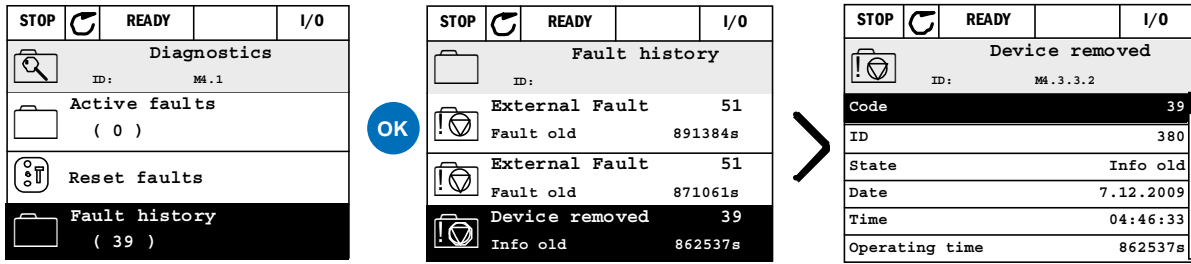 STOP READY I/O
Diagnostics
ID: M4.1
Active faults
( 0 )
Reset faults
Fault history
( 39 )
OK
STOP READY I/O
Fault history
ID:
External Fault 51
Fault old 891384s
External Fault 51
Fault old 871061s
Device removed 39
Info old 862537s
STOP READY I/O
Device removed
ID: M4.3.3.2
Code 39
ID 380
State Info old
Date 7.12.2009
Time 04:46:33
Operating time 862537s